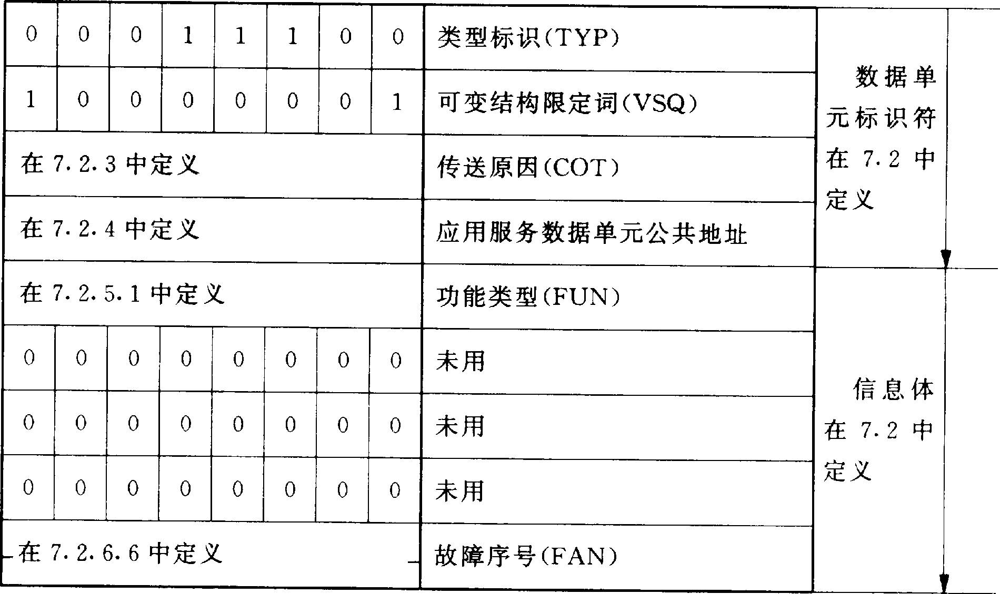 0 0 0 1 1 1 0 0 类型标识(TYP)
1 0 0 0 0 0 0 1 可变结构限定词(VSQ)
在 7.2.3 中定义 传送原因(COT)
在 7.2.4 中定义 应用服务数据单元公共地址
数据单
元标识符
在 7.2 中
定义
在 7.2.5.1 中定义 功能类型(FUN)
0 0 0 0 0 0 0 0 未用
0 0 0 0 0 0 0 0 未用
0 0 0 0 0 0 0 0 未用
在 7.2.6.6 中定义 故障序号(FAN)
信息体
在 7.2 中
定义